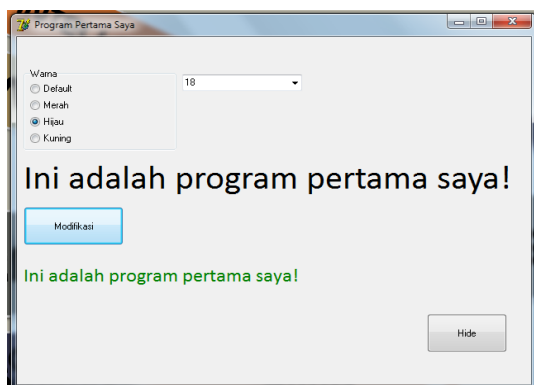 Program Pertama Saya
Warna
Default
Merah
Hijau
Kuning
18
Ini adalah program pertama saya!
Modifikasi
Ini adalah program pertama saya!
Hide